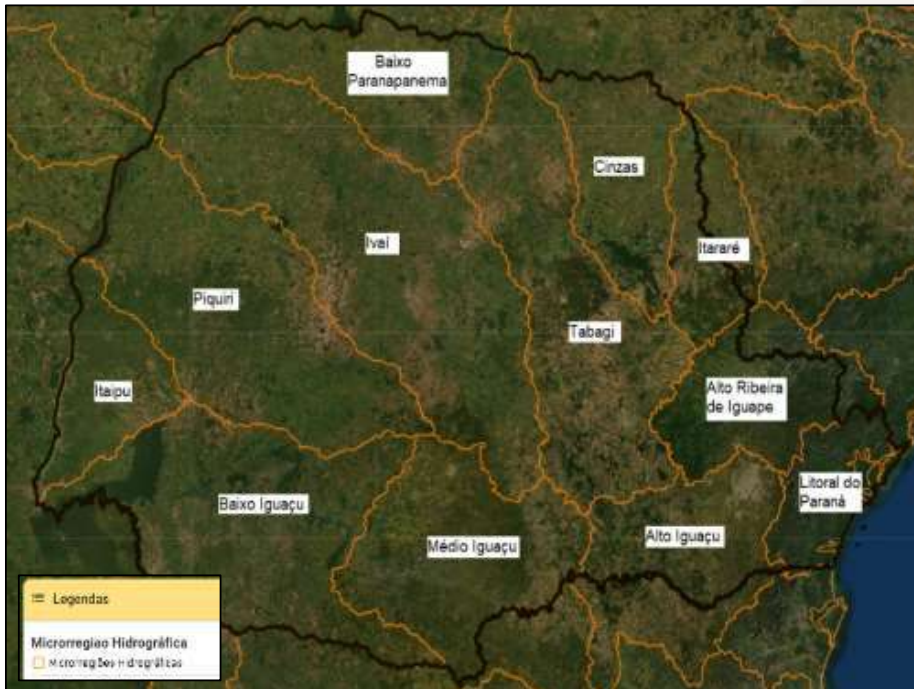 Baixo
Paranapanema
Cinzas
Ivaí
Itararé
Piquiri
Tabagi
Itaipu
Alto Ribeira
de Iguape
Baixo Iguaçu
Litoral do
Paraná
Médio Iguaçu
Alto Iguaçu
Legendas
Microrregiao Hidrográfica
Microrregiões Hidrográficas